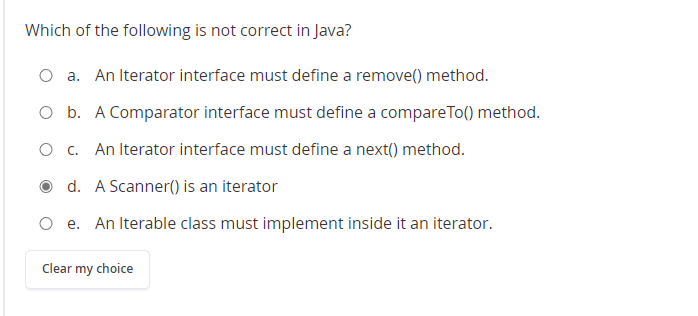 Which of the following is not correct in Java?
a. An Iterator interface must define a remove() method.
b. A Comparator interface must define a compareTo() method.
c. An Iterator interface must define a next() method.
d. A Scanner() is an iterator
e. An Iterable class must implement inside it an iterator.
Clear my choice